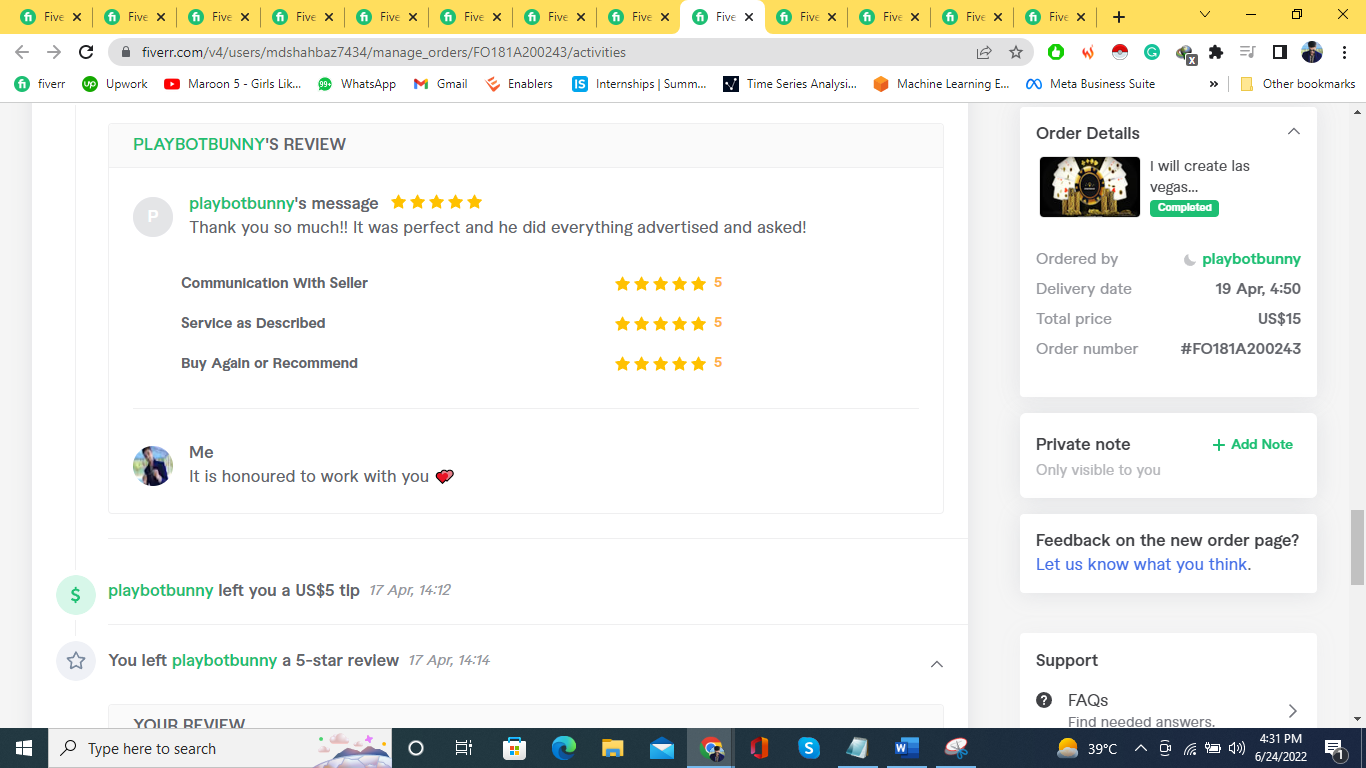 Five
Five
Five
Five
Five
Five
Five
Five
Five
Five
Five
Five
Five
fiverr.com/v4/users/mdshahbaz7434/manage_orders/FO181A200243/activities
fiverr
Upwork
Maroon 5 - Girls Lik...
WhatsApp
Gmail
Enablers
Internships | Summ...
Time Series Analysi...
Machine Learning E...
Meta Business Suite
»
Other bookmarks
PLAYBOTBUNNY'S REVIEW
P
playbotbunny's message
Thank you so much!! It was perfect and he did everything advertised and asked!
Communication With Seller 5
Service as Described 5
Buy Again or Recommend 5
Me
It is honoured to work with you 💕
$ playbotbunny left you a US$5 tip 17 Apr, 14:12
You left playbotbunny a 5-star review 17 Apr, 14:14
YOUR REVIEW
Order Details
I will create las
vegas...
Completed
Ordered by playbotbunny
Delivery date 19 Apr, 4:50
Total price US$15
Order number #FO181A200243
Private note + Add Note
Only visible to you
Feedback on the new order page?
Let us know what you think.
Support
FAQs
Find needed answers.
Type here to search
39°C
4:31 PM
6/24/2022
1